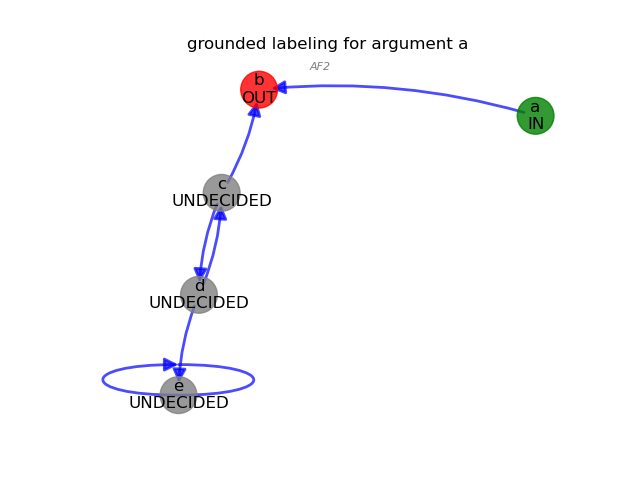 grounded labeling for argument a
AF2
b
OUT
a
IN
c
UNDECIDED
d
UNDECIDED
e
UNDECIDED